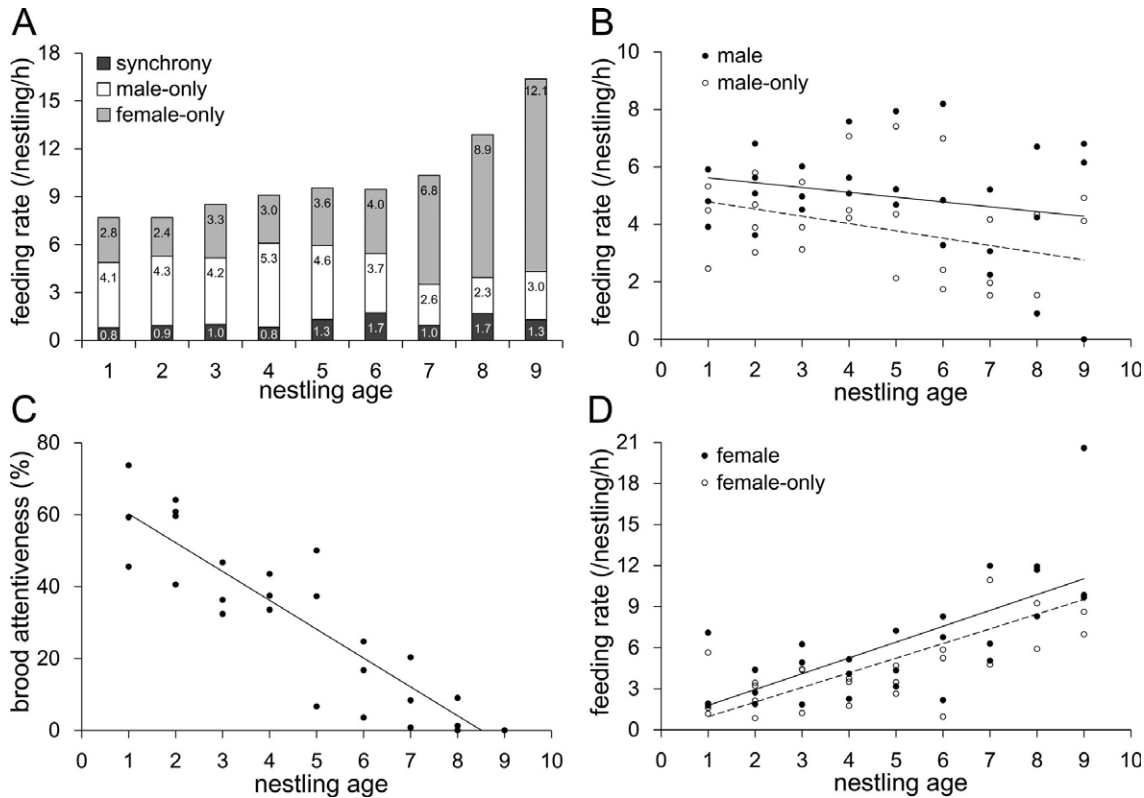 A
feeding rate (/nestling/h)
18
15
12
9
6
3
0
synchrony
male-only
female-only
2.8 2.4 3.3 3.0 3.6 4.0 6.8 8.9 12.1
4.1 4.3 4.2 5.3 4.6 3.7 2.6 2.3 3.0
0.8 0.9 1.0 0.8 1.3 1.7 1.0 1.7 1.3
1 2 3 4 5 6 7 8 9
nestling age
B
feeding rate (/nestling/h)
10
8
6
4
2
0
male
male-only
0 1 2 3 4 5 6 7 8 9 10
nestling age
C
brood attentiveness (%)
80
60
40
20
0
0 1 2 3 4 5 6 7 8 9 10
nestling age
D
feeding rate (/nestling/h)
21
18
15
12
9
6
3
0
female
female-only
0 1 2 3 4 5 6 7 8 9 10
nestling age